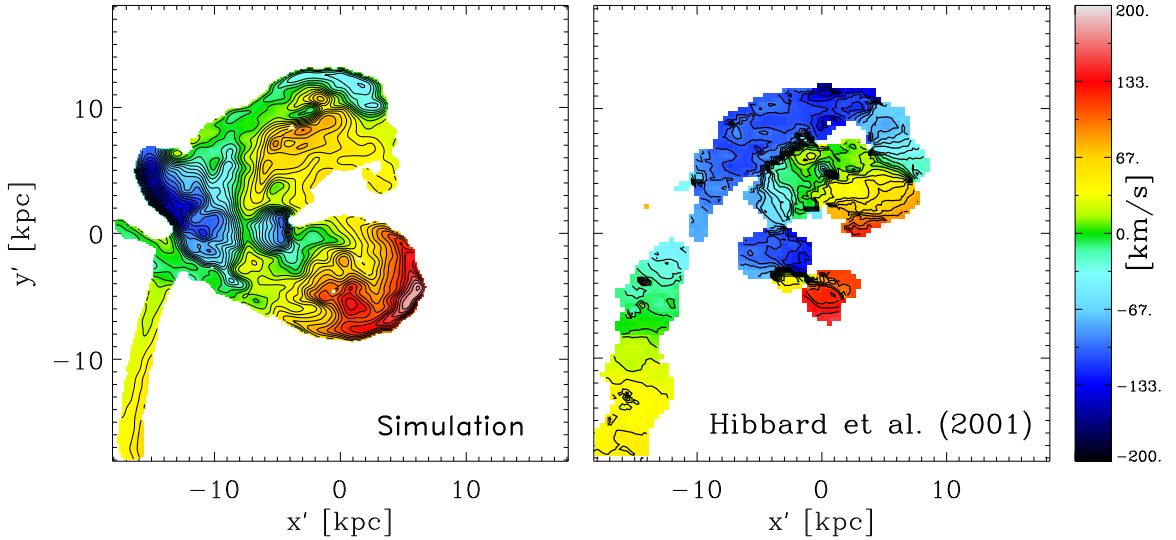 10
0
−10
y' [kpc]
Simulation
−10 0 10
x' [kpc]
Hibbard et al. (2001)
−10 0 10
x' [kpc]
200.
133.
67.
0.
−67.
−133.
−200.
[km/s]